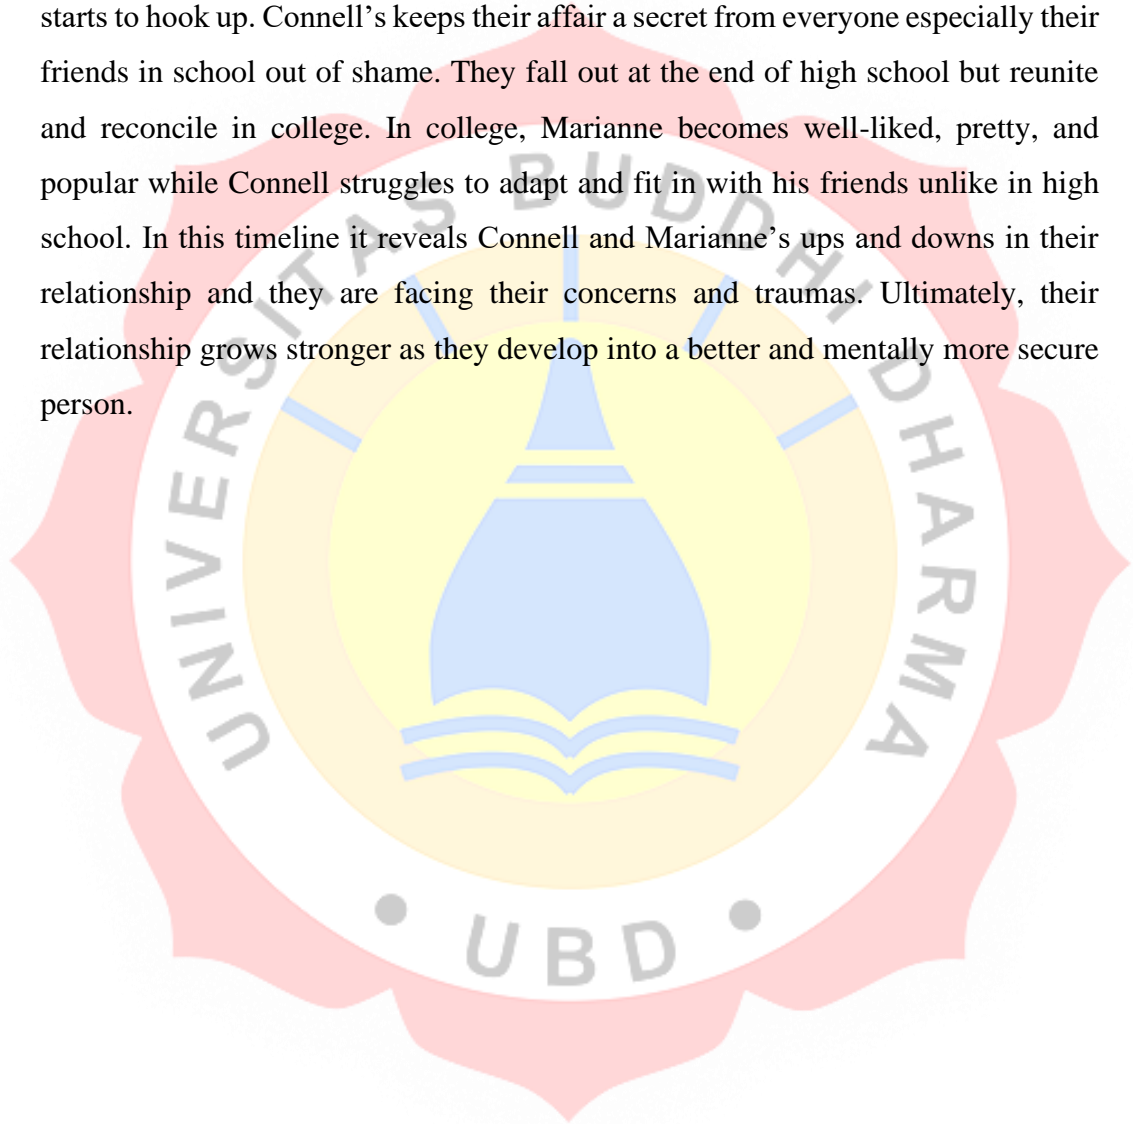 starts to hook up. Connell’s keeps their affair a secret from everyone especially their
friends in school out of shame. They fall out at the end of high school but reunite
and reconcile in college. In college, Marianne becomes well-liked, pretty, and
popular while Connell struggles to adapt and fit in with his friends unlike in high
school. In this timeline it reveals Connell and Marianne’s ups and downs in their
relationship and they are facing their concerns and traumas. Ultimately, their
relationship grows stronger as they develop into a better and mentally more secure
person.
UNIVERSITAS BUDDHI DHARMA
• UBD •